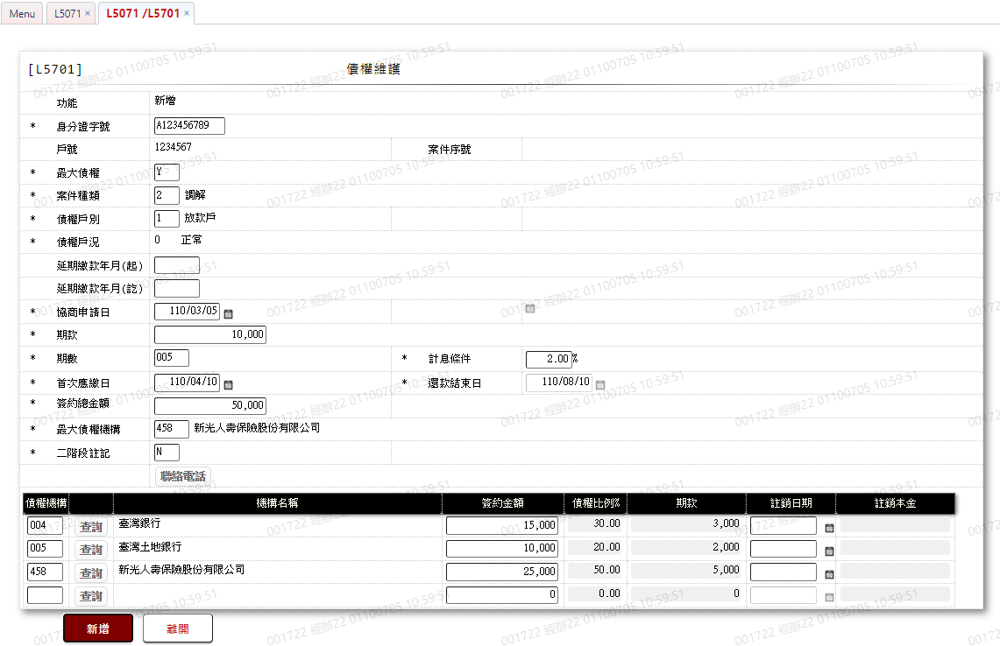 Menu L5071 × L5071 /L5701 ×
[L5701] 債權維護
功能 新增
* 身分證字號 A123456789
戶號 1234567 案件序號
* 最大債權 Y
* 案件種類 2 調解
* 債權戶別 1 放款戶
* 債權戶況 0 正常
延期繳款年月(起)
延期繳款年月(訖)
* 協商申請日 110/03/05
* 期款 10,000
* 期數 005 * 計息條件 2.00 %
* 首次應繳日 110/04/10 * 還款結束日 110/08/10
* 簽約總金額 50,000
* 最大債權機構 458 新光人壽保險股份有限公司
* 二階段註記 N
聯絡電話
債權機構 機構名稱 簽約金額 債權比例% 期款 註銷日期 註銷本金
004 查詢 臺灣銀行 15,000 30.00 3,000
005 查詢 臺灣土地銀行 10,000 20.00 2,000
458 查詢 新光人壽保險股份有限公司 25,000 50.00 5,000
查詢 0 0.00 0
新增 離開
001722 經辦22 01100705 10:59:51